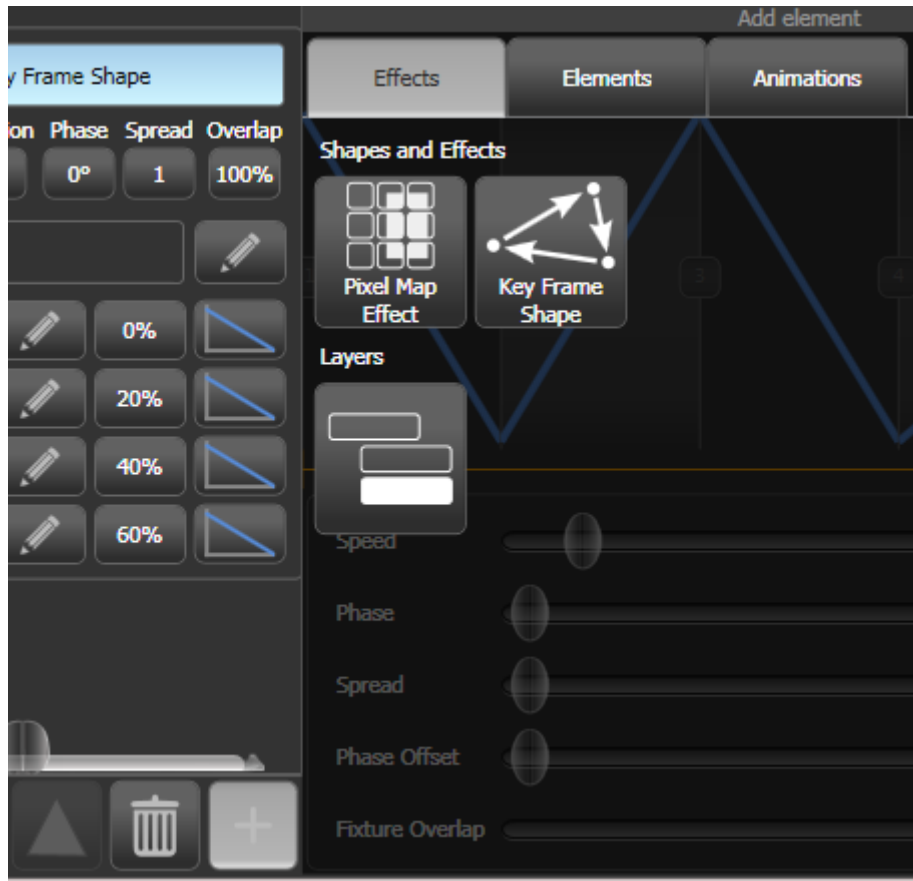 Add element
y Frame Shape
Effects Elements Animations
on Phase Spread Overlap
0° 1 100%
Shapes and Effects
Pixel Map Effect
Key Frame Shape
3
4
0%
Layers
20%
40%
60%
Speed
Phase
Spread
Phase Offset
Fixture Overlap